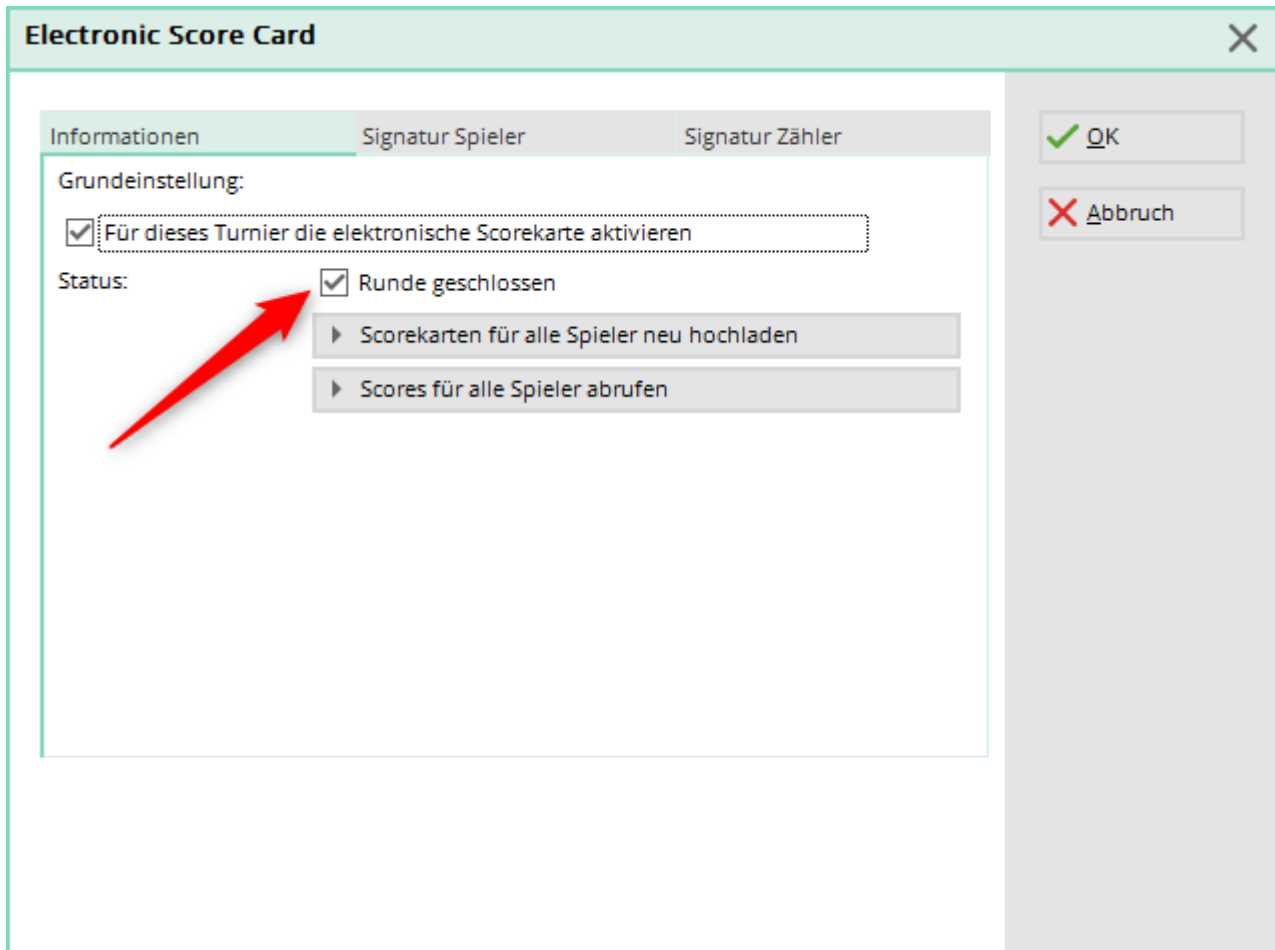 Electronic Score Card
Informationen
Signatur Spieler
Signatur Zähler
OK
Abbruch
Grundeinstellung:
Für dieses Turnier die elektronische Scorekarte aktivieren
Status:
Runde geschlossen
Scorekarten für alle Spieler neu hochladen
Scores für alle Spieler abrufen